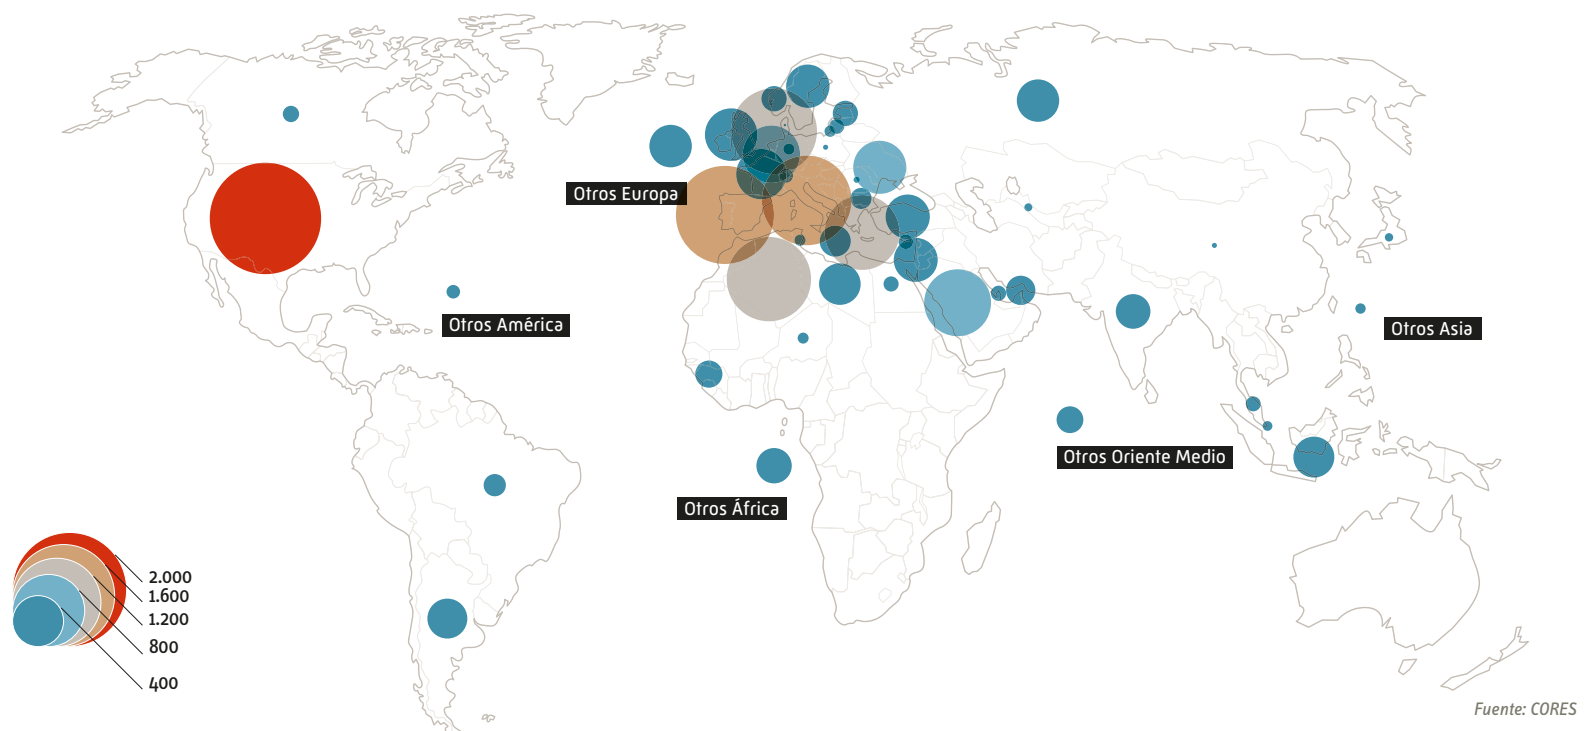 Otros Europa
Otros América
Otros Asia
Otros Oriente Medio
Otros África
2.000
1.600
1.200
800
400
Fuente: CORES